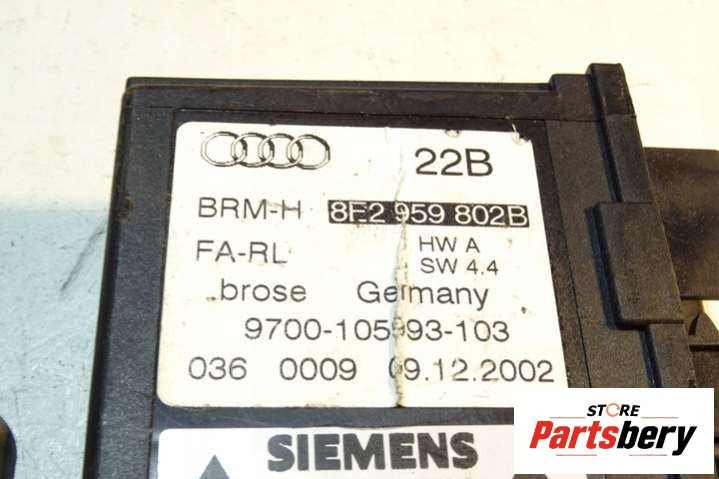 22B
BRM-H 8E2 959 802B
FA-RL HW A
SW 4.4
brose Germany
9700-105993-103
036 0009 09.12.2002
SIEMENS
STORE
Partsbery